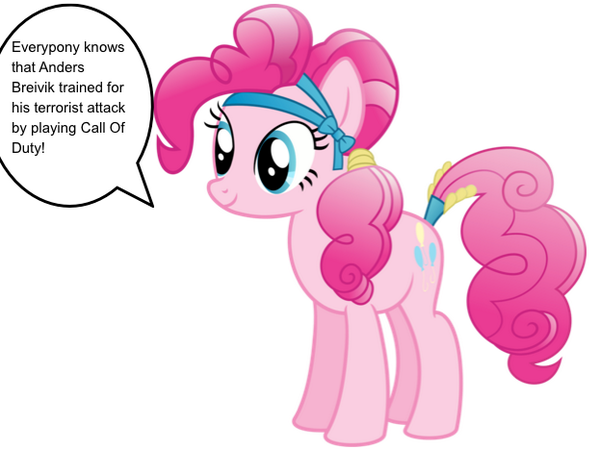 Everypony knows
that Anders
Breivik trained for
his terrorist attack
by playing Call Of
Duty!